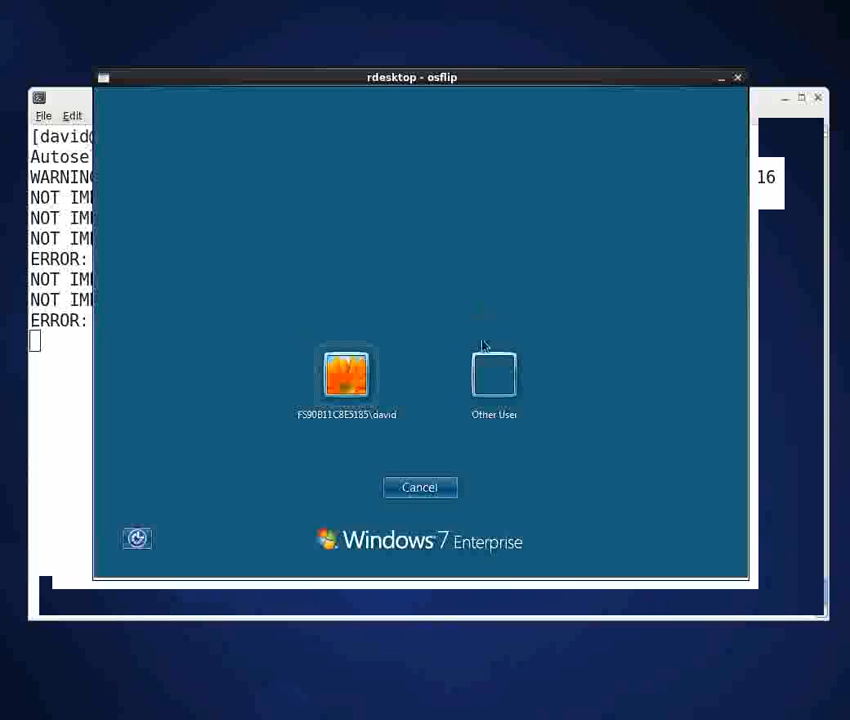 rdesktop - osflip
File Edit
[david@
Autose
WARNING
16
NOT IM
NOT IM
NOT IM
ERROR:
NOT IM
NOT IM
ERROR:
FS90B11C8E5185\david
Other User
Cancel
Windows 7 Enterprise